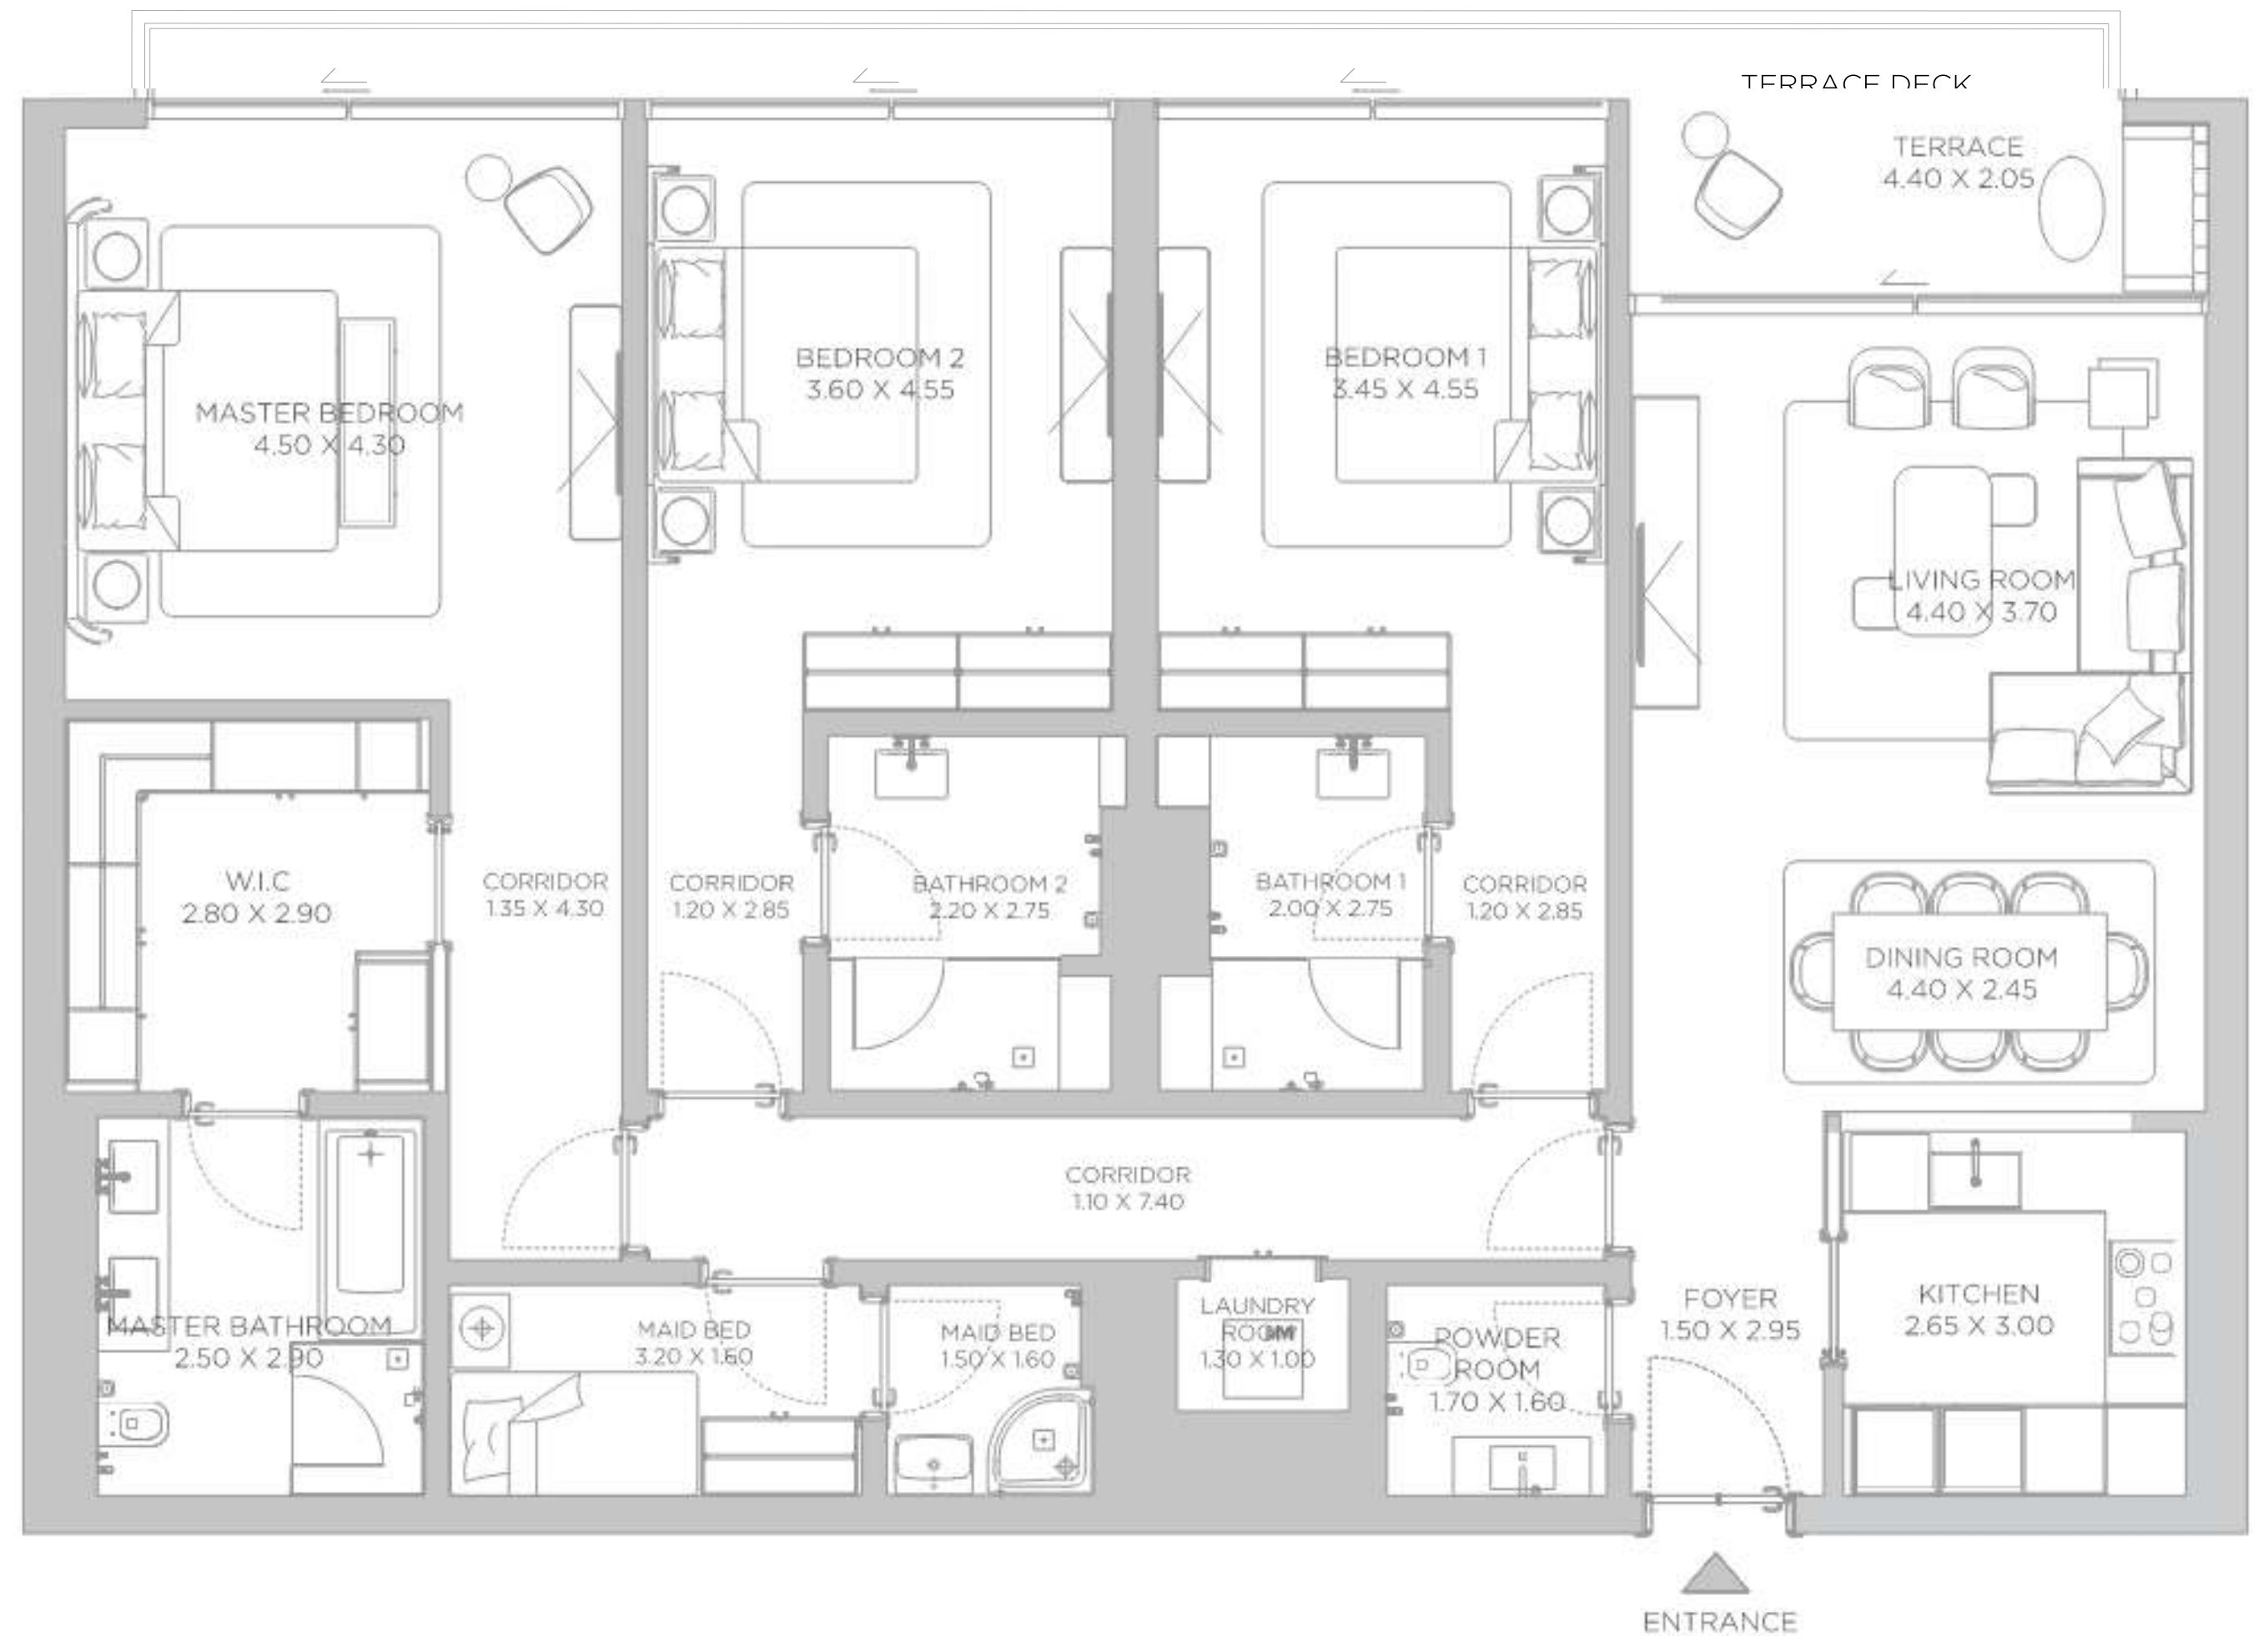 TERRACE DECK
TERRACE
4.40 X 2.05
BEDROOM 2
3.60 X 4.55
BEDROOM 1
3.45 X 4.55
MASTER BEDROOM
4.50 X 4.30
LIVING ROOM
4.40 X 3.70
W.I.C
2.80 X 2.90
CORRIDOR
1.35 X 4.30
CORRIDOR
1.20 X 2.85
BATHROOM 2
2.20 X 2.75
BATHROOM 1
2.00 X 2.75
CORRIDOR
1.20 X 2.85
DINING ROOM
4.40 X 2.45
CORRIDOR
1.10 X 7.40
MASTER BATHROOM
2.50 X 2.90
MAID BED
3.20 X 1.60
MAID BED
1.50 X 1.60
LAUNDRY
ROOM
1.30 X 1.00
POWDER
ROOM
1.70 X 1.60
FOYER
1.50 X 2.95
KITCHEN
2.65 X 3.00
ENTRANCE